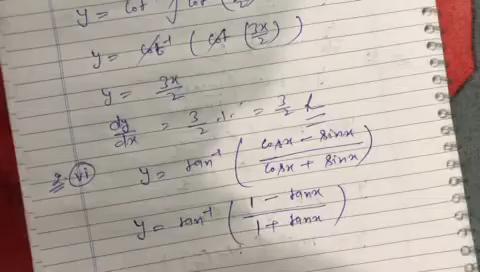 y = cot⁻¹ (cot (3x/2))
y = 3x/2
dy/dx = 3/2 .1. = 3/2
2 (vi) y = tan⁻¹ ((cosx - sinx)/(cosx + sinx))
y = tan⁻¹ ((1 - tanx)/(1 + tanx))